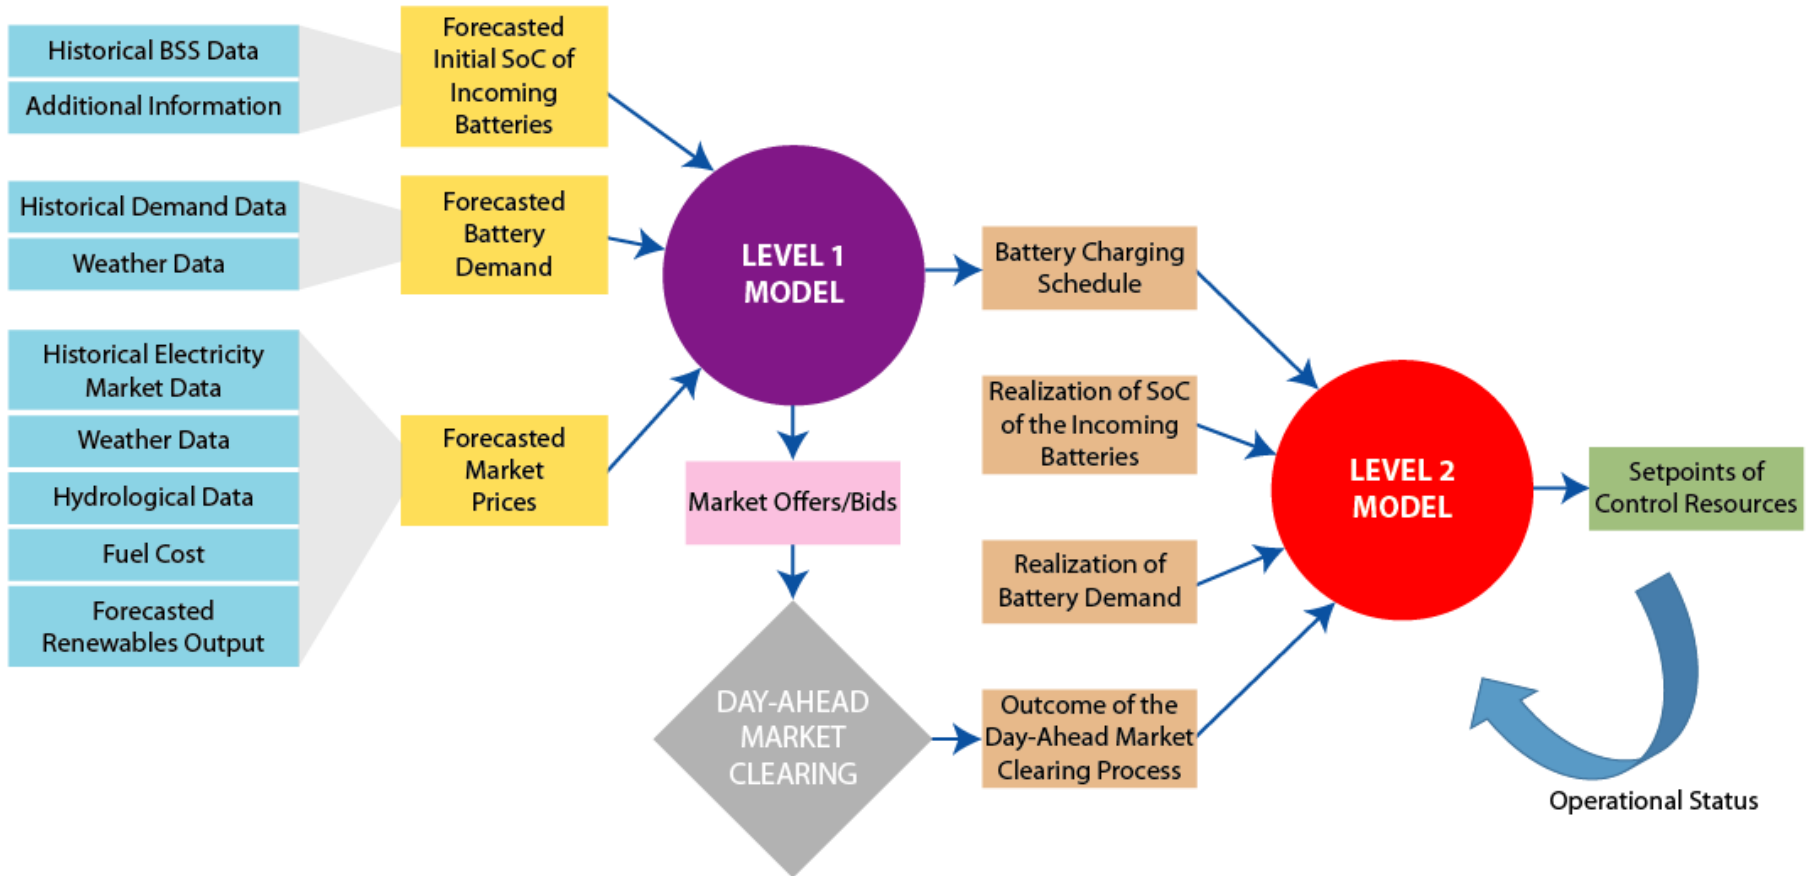 Historical BSS Data
Additional Information
Historical Demand Data
Weather Data
Historical Electricity
Market Data
Weather Data
Hydrological Data
Fuel Cost
Forecasted
Renewables Output
Forecasted
Initial SoC of
Incoming
Batteries
Forecasted
Battery
Demand
Forecasted
Market
Prices
LEVEL 1
MODEL
Market Offers/Bids
DAY-AHEAD
MARKET
CLEARING
Battery Charging
Schedule
Realization of SoC
of the Incoming
Batteries
Realization of
Battery Demand
Outcome of the
Day-Ahead Market
Clearing Process
LEVEL 2
MODEL
Setpoints of
Control Resources
Operational Status